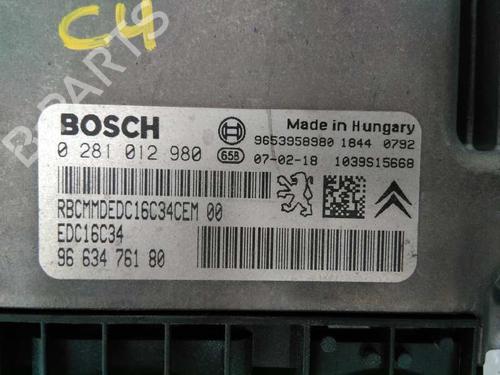 C4
B-PARTS
BOSCH
Made in Hungary
9653958980 1844 0792
0 281 012 980
658 07-02-18 1039S15668
RBCMMDEDC16C34CEM 00
EDC16C34
96 634 761 80